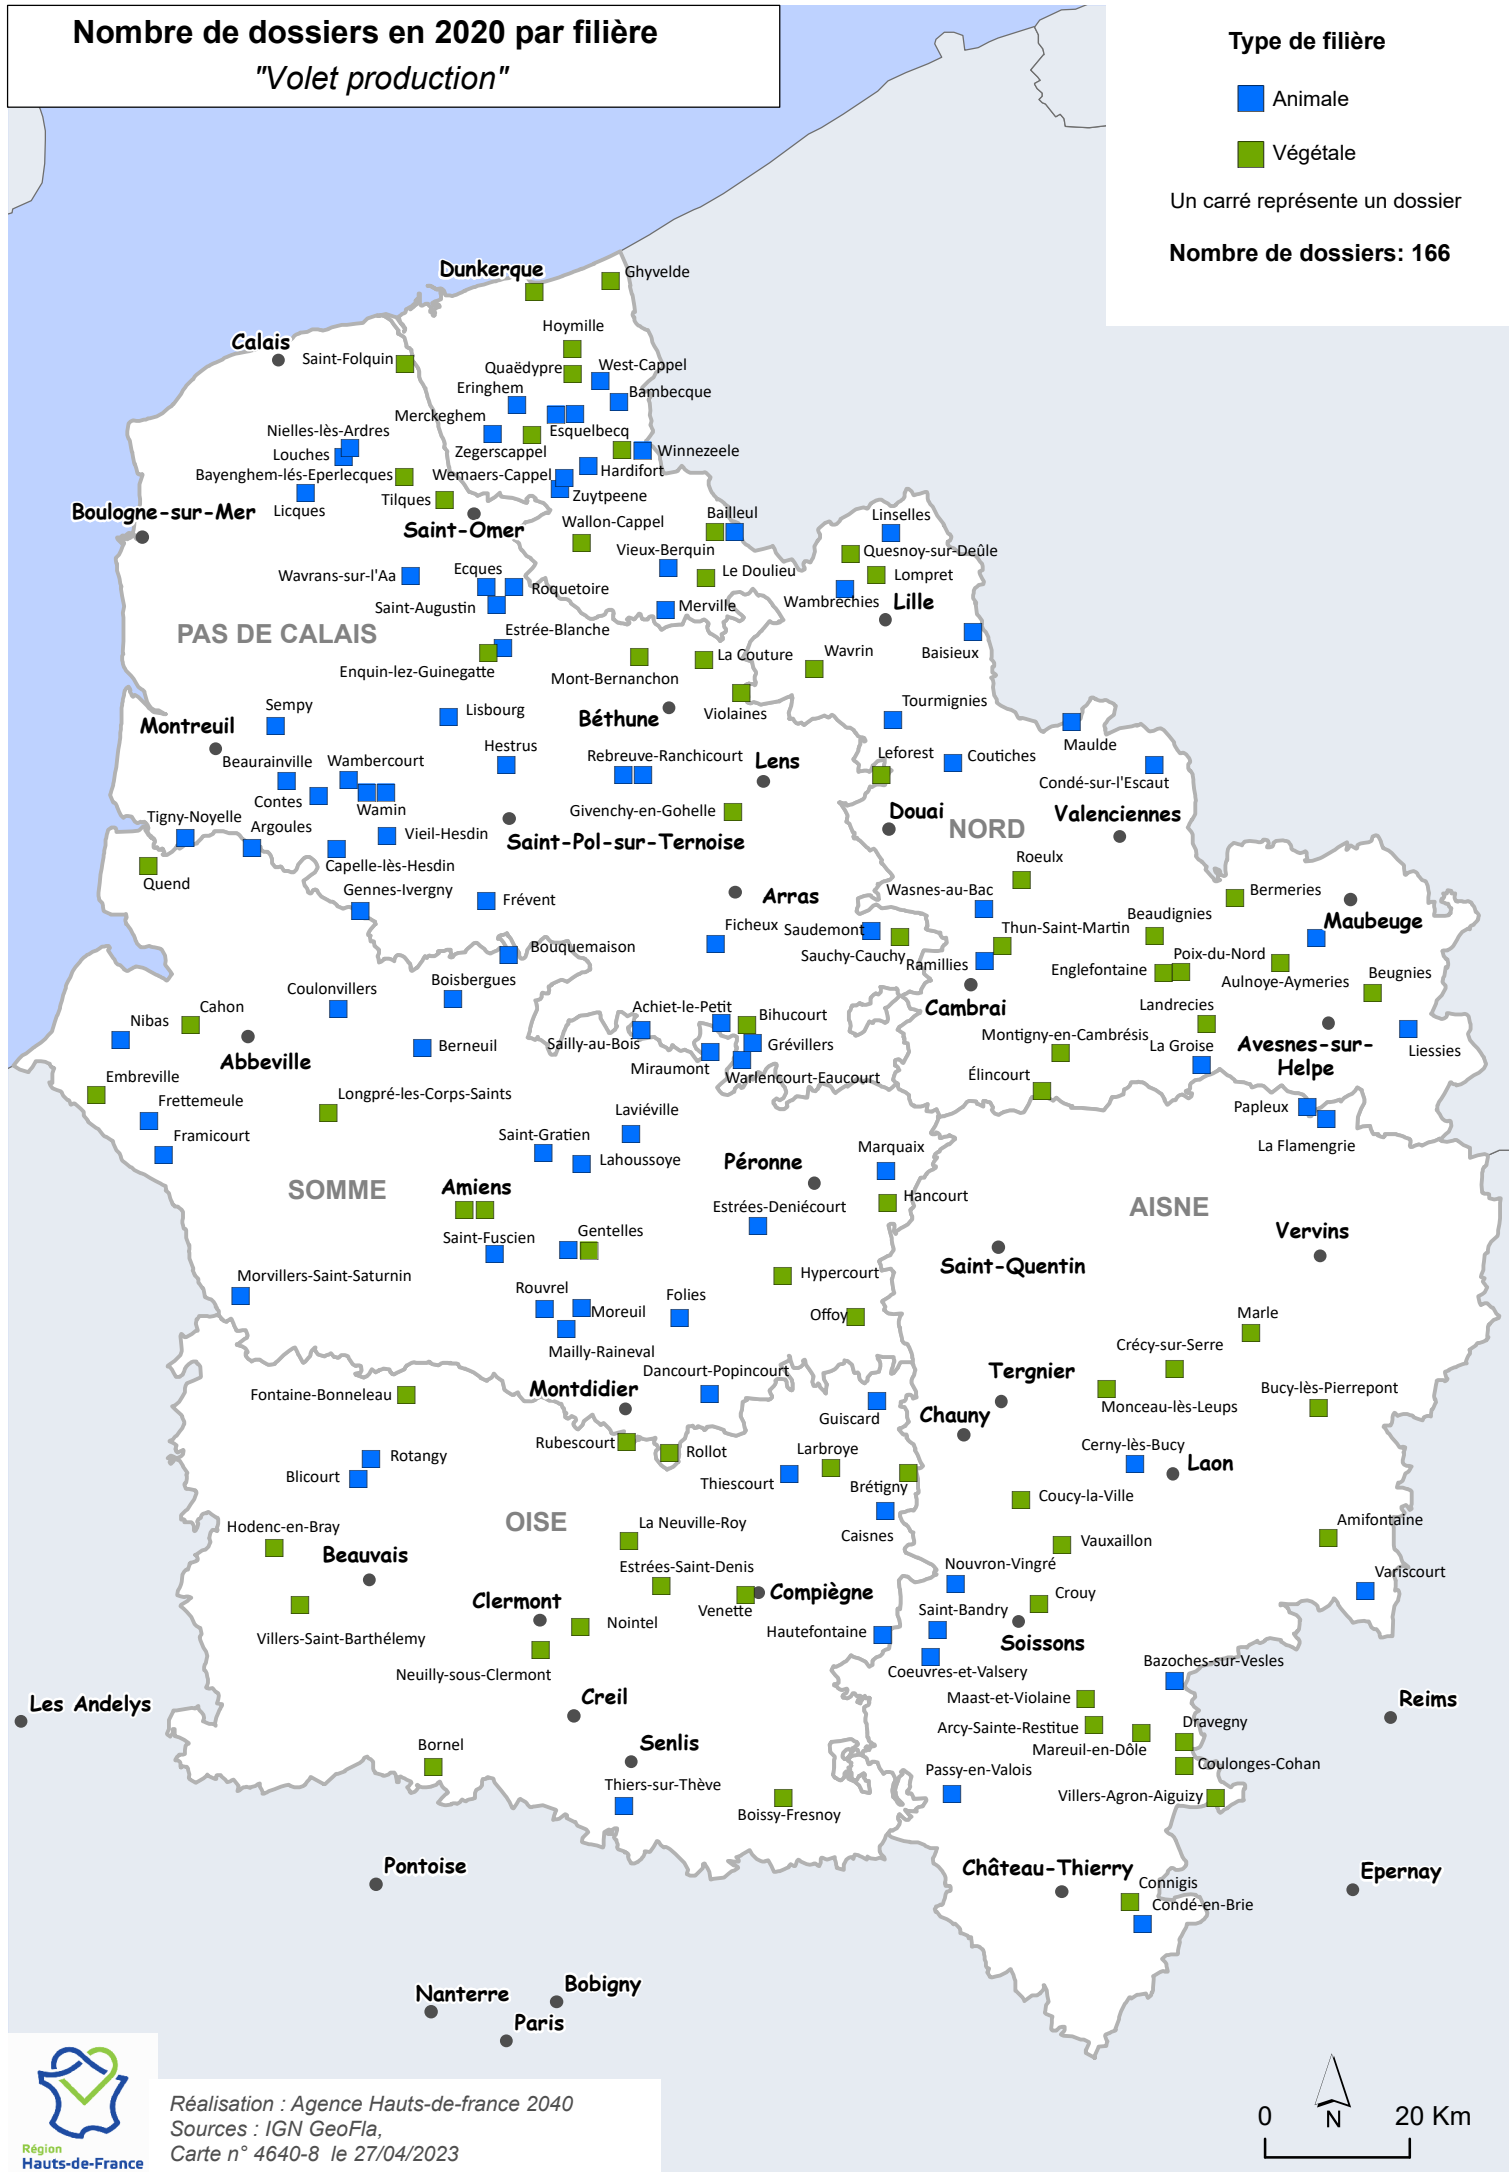 Nombre de dossiers en 2020 par filière
"Volet production"
Type de filière
Animale
Végétale
Un carré représente un dossier
Nombre de dossiers: 166
Dunkerque
Ghyvelde
Hoymille
Calais
Saint-Folquin
Quaëdypre
West-Cappel
Eringhem
Bambecque
Merckeghem
Nielles-lès-Ardres
Esquelbecq
Louches
Zegerscappel
Winnezeele
Bayenghem-lés-Eperlecques
Wemaers-Cappel
Hardifort
Tilques
Zuytpeene
Licques
Boulogne-sur-Mer
Saint-Omer
Wallon-Cappel
Bailleul
Linselles
Vieux-Berquin
Quesnoy-sur-Deûle
Wavrans-sur-l'Aa
Ecques
Le Doulieu
Lompret
Roquetoire
Saint-Augustin
Merville
Wambrechies
Lille
PAS DE CALAIS
Estrée-Blanche
Baisieux
Enquin-lez-Guinegatte
La Couture
Wavrin
Mont-Bernanchon
Sempy
Lisbourg
Béthune
Violaines
Tourmignies
Montreuil
Hestrus
Maulde
Beaurainville
Wambercourt
Rebreuve-Ranchicourt
Lens
Leforest
Coutiches
Condé-sur-l'Escaut
Contes
Wamin
Givenchy-en-Gohelle
Douai
Valenciennes
Tigny-Noyelle
Argoules
Vieil-Hesdin
Saint-Pol-sur-Ternoise
NORD
Capelle-lès-Hesdin
Roeulx
Quend
Gennes-Ivergny
Frévent
Arras
Wasnes-au-Bac
Bermeries
Maubeuge
Ficheux
Saudemont
Beaudignies
Bouquemaison
Sauchy-Cauchy
Thun-Saint-Martin
Ramillies
Englefontaine
Poix-du-Nord
Aulnoye-Aymeries
Beugnies
Coulonvillers
Boisbergues
Cambrai
Cahon
Achiet-le-Petit
Bihucourt
Landrecies
Nibas
Sailly-au-Bois
Grévillers
Montigny-en-Cambrésis
La Groise
Avesnes-sur-
Helpe
Liessies
Abbeville
Berneuil
Miraumont
Warlencourt-Eaucourt
Embreville
Longpré-les-Corps-Saints
Élincourt
Frettemeule
Papleux
Framicourt
Laviéville
La Flamengrie
Saint-Gratien
Lahoussoye
Péronne
Marquaix
SOMME
Amiens
Hancourt
AISNE
Estrées-Deniécourt
Saint-Fuscien
Gentelles
Vervins
Saint-Quentin
Morvillers-Saint-Saturnin
Hypercourt
Rouvrel
Moreuil
Folies
Offoy
Marle
Mailly-Raineval
Crécy-sur-Serre
Dancourt-Popincourt
Tergnier
Fontaine-Bonneleau
Montdidier
Guiscard
Chauny
Monceau-lès-Leups
Bucy-lès-Pierrepont
Rubescourt
Rollot
Larbroye
Cerny-lès-Bucy
Laon
Rotangy
Blicourt
Thiescourt
Brétigny
Coucy-la-Ville
Hodenc-en-Bray
OISE
La Neuville-Roy
Caisnes
Amifontaine
Beauvais
Estrées-Saint-Denis
Vauxaillon
Nouvron-Vingré
Variscourt
Clermont
Venette
Compiègne
Crouy
Villers-Saint-Barthélemy
Nointel
Hautefontaine
Saint-Bandry
Soissons
Neuilly-sous-Clermont
Coeuvres-et-Valsery
Bazoches-sur-Vesles
Les Andelys
Creil
Maast-et-Violaine
Reims
Arcy-Sainte-Restitue
Dravegny
Bornel
Senlis
Mareuil-en-Dôle
Thiers-sur-Thève
Passy-en-Valois
Coulonges-Cohan
Boissy-Fresnoy
Villers-Agron-Aiguizy
Pontoise
Château-Thierry
Epernay
Connigis
Condé-en-Brie
Nanterre
Bobigny
Paris
Région
Hauts-de-France
Réalisation : Agence Hauts-de-france 2040
Sources : IGN GeoFla,
Carte n° 4640-8 le 27/04/2023
0
N
20 Km